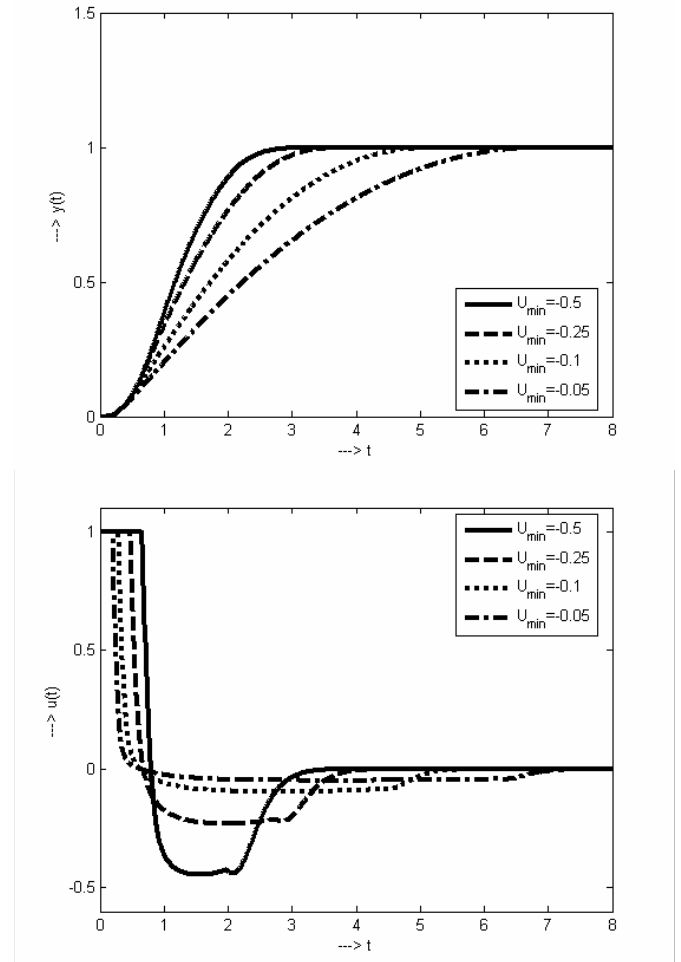 1.5
1
0.5
0
---> y(t)
U_min=-0.5
U_min=-0.25
U_min=-0.1
U_min=-0.05
0 1 2 3 4 5 6 7 8
---> t
1
0.5
0
-0.5
---> u(t)
U_min=-0.5
U_min=-0.25
U_min=-0.1
U_min=-0.05
0 1 2 3 4 5 6 7 8
---> t